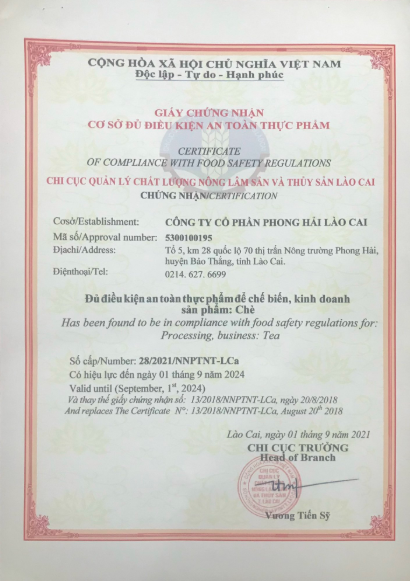 CỘNG HÒA XÃ HỘI CHỦ NGHĨA VIỆT NAM
Độc lập - Tự do - Hạnh phúc
GIẤY CHỨNG NHẬN
CƠ SỞ ĐỦ ĐIỀU KIỆN AN TOÀN THỰC PHẨM
CERTIFICATE
OF COMPLIANCE WITH FOOD SAFETY REGULATIONS
CHI CỤC QUẢN LÝ CHẤT LƯỢNG NÔNG LÂM SẢN VÀ THỦY SẢN LÀO CAI
CHỨNG NHẬN/CERTIFICATION
Cơsở/Establishment: CÔNG TY CỔ PHẦN PHONG HẢI LÀO CAI
Mã số/Approval number: 5300100195
Địachỉ/Address: Tổ 5, km 28 quốc lộ 70 thị trấn Nông trường Phong Hải,
huyện Bảo Thắng, tỉnh Lào Cai.
Điệnthoại/Tel: 0214. 627. 6699
Đủ điều kiện an toàn thực phẩm để chế biến, kinh doanh
sản phẩm: Chè
Has been found to be in compliance with food safety regulations for:
Processing, business: Tea
Số cấp/Number: 28/2021/NNPTNT-LCa
Có hiệu lực đến ngày 01 tháng 9 năm 2024
Valid until (September, 1st, 2024)
Và thay thế giấy chứng nhận số: 13/2018/NNPTNT-LCa, ngày 20/8/2018
And replaces The Certificate N°: 13/2018/NNPTNT-LCa, August 20th 2018
Lào Cai, ngày 01 tháng 9 năm 2021
CHI CỤC TRƯỞNG
Head of Branch
CHI CỤC
Vương Tiến Sỹ